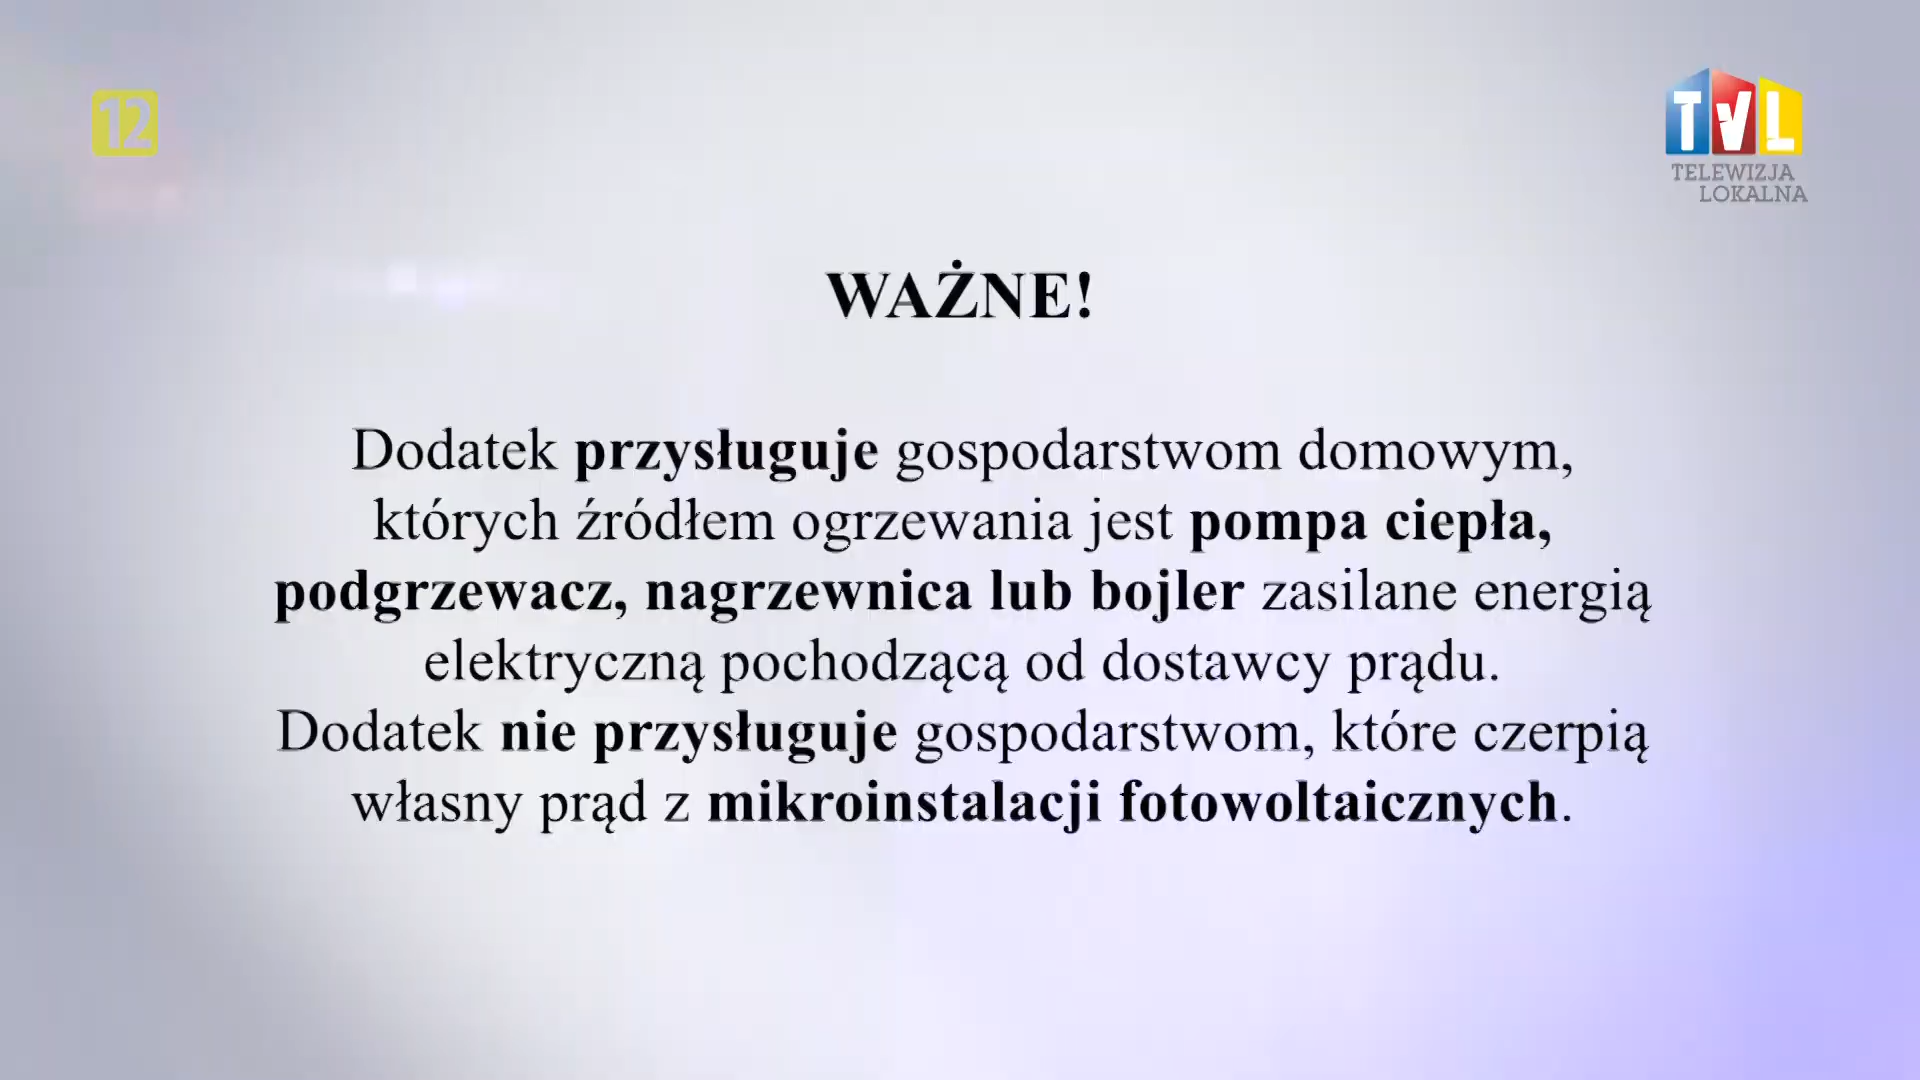 12
TVL
TELEWIZJA
LOKALNA
WAŻNE!
Dodatek przysługuje gospodarstwom domowym,
których źródłem ogrzewania jest pompa ciepła,
podgrzewacz, nagrzewnica lub bojler zasilane energią
elektryczną pochodzącą od dostawcy prądu.
Dodatek nie przysługuje gospodarstwom, które czerpią
własny prąd z mikroinstalacji fotowoltaicznych.